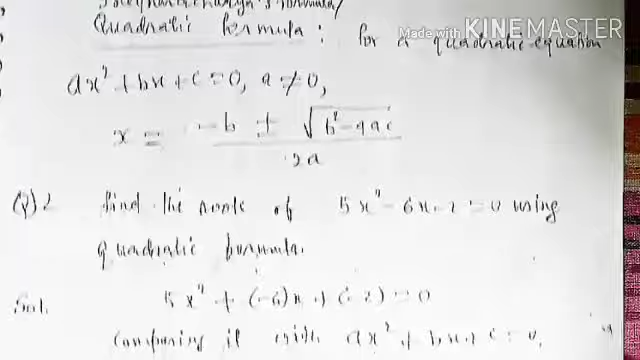 Quadratic formula: for a quadratic equation
Made with KINEMASTER
ax² + bx + c = 0, a ≠ 0,
x = -b ± √b²-4ac
2a
(Q) 2 find the roots of 5x² - 6x - 2 = 0 using
quadratic formula.
Sol. 5x² + (-6)x + (-2) = 0
Comparing it with ax² + bx + c = 0,